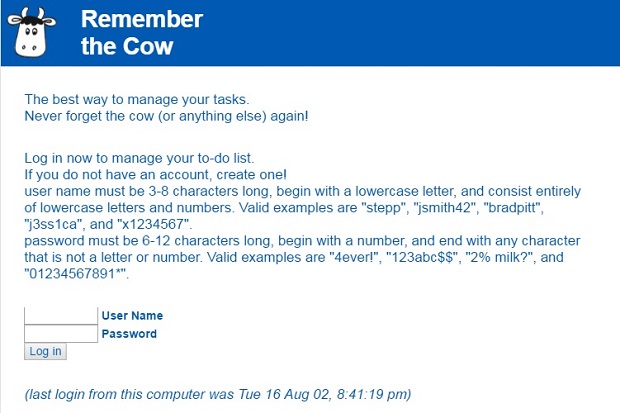 Remember
the Cow
The best way to manage your tasks.
Never forget the cow (or anything else) again!
Log in now to manage your to-do list.
If you do not have an account, create one!
user name must be 3-8 characters long, begin with a lowercase letter, and consist entirely
of lowercase letters and numbers. Valid examples are "stepp", "jsmith42", "bradpitt",
"j3ss1ca", and "x1234567".
password must be 6-12 characters long, begin with a number, and end with any character
that is not a letter or number. Valid examples are "4ever!", "123abc$$", "2% milk?", and
"01234567891*".
User Name
Password
Log in
(last login from this computer was Tue 16 Aug 02, 8:41:19 pm)